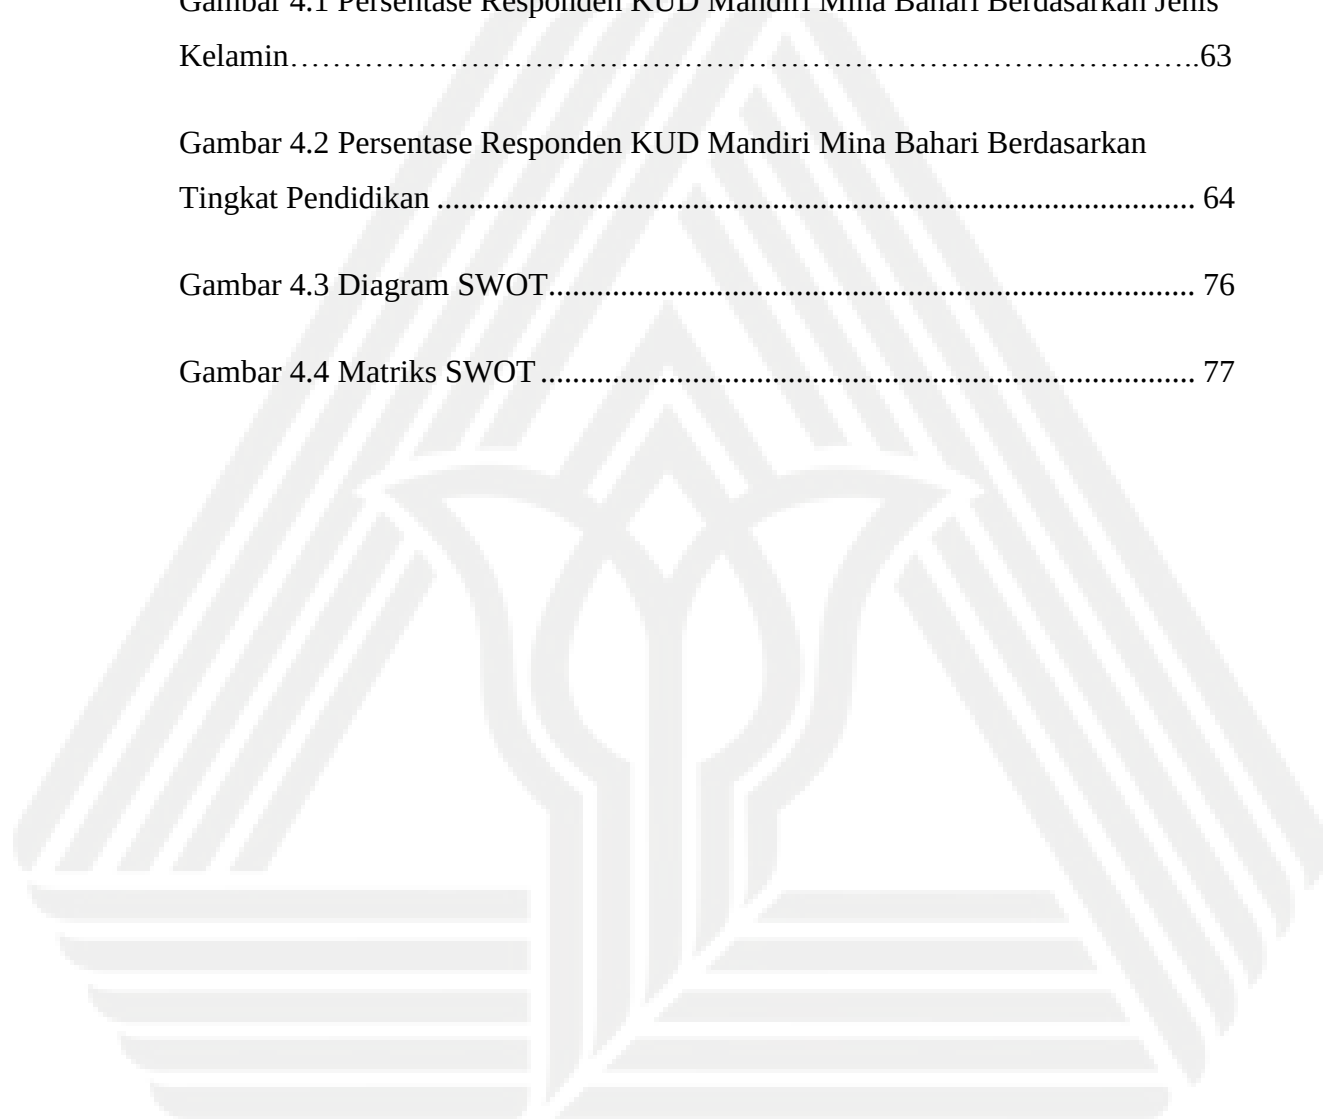 Gambar 4.1 Persentase Responden KUD Mandiri Mina Bahari Berdasarkan Jenis
Kelamin…………………………………………………………………………..63
Gambar 4.2 Persentase Responden KUD Mandiri Mina Bahari Berdasarkan
Tingkat Pendidikan ............................................................................................... 64
Gambar 4.3 Diagram SWOT................................................................................. 76
Gambar 4.4 Matriks SWOT .................................................................................. 77